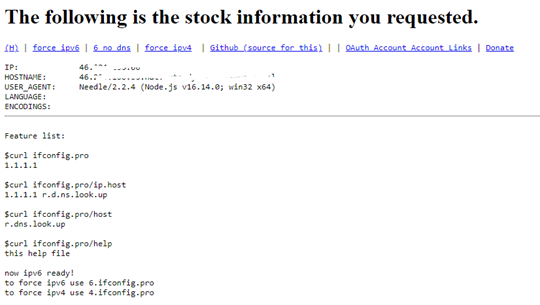 The following is the stock information you requested.
(H) | force ipv6 | 6 no dns | force ipv4 | Github (source for this) | | OAuth Account Account Links | Donate
IP: 46.
HOSTNAME: 46.
USER_AGENT: Needle/2.2.4 (Node.js v16.14.0; win32 x64)
LANGUAGE:
ENCODINGS:
Feature list:
$curl ifconfig.pro
1.1.1.1
$curl ifconfig.pro/ip.host
1.1.1.1 r.d.ns.look.up
$curl ifconfig.pro/host
r.dns.look.up
$curl ifconfig.pro/help
this help file
now ipv6 ready!
to force ipv6 use 6.ifconfig.pro
to force ipv4 use 4.ifconfig.pro